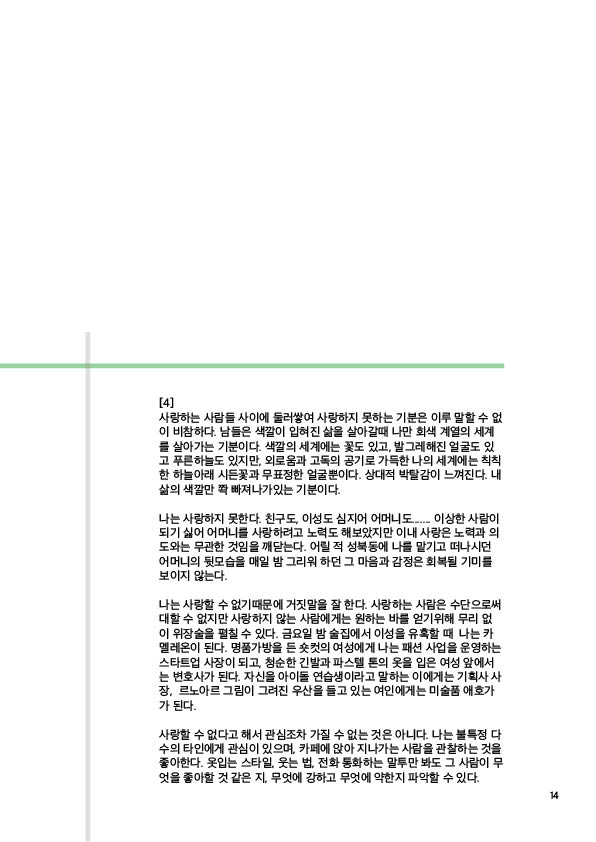 [4]
사랑하는 사람들 사이에 둘러쌓여 사랑하지 못하는 기분은 이루 말할 수 없
이 비참하다. 남들은 색깔이 입혀진 삶을 살아갈때 나만 회색 계열의 세계
를 살아가는 기분이다. 색깔의 세계에는 꽃도 있고, 발그레해진 얼굴도 있
고 푸른하늘도 있지만, 외로움과 고독의 공기로 가득한 나의 세계에는 칙칙
한 하늘아래 시든꽃과 무표정한 얼굴뿐이다. 상대적 박탈감이 느껴진다. 내
삶의 색깔만 쫙 빠져나가있는 기분이다.
나는 사랑하지 못한다. 친구도, 이성도 심지어 어머니도....... 이상한 사람이
되기 싫어 어머니를 사랑하려고 노력도 해보았지만 이내 사랑은 노력과 의
도와는 무관한 것임을 깨닫는다. 어릴 적 성북동에 나를 맡기고 떠나시던
어머니의 뒷모습을 매일 밤 그리워 하던 그 마음과 감정은 회복될 기미를
보이지 않는다.
나는 사랑할 수 없기때문에 거짓말을 잘 한다. 사랑하는 사람은 수단으로써
대할 수 없지만 사랑하지 않는 사람에게는 원하는 바를 얻기위해 무리 없
이 위장술을 펼칠 수 있다. 금요일 밤 술집에서 이성을 유혹할 때 나는 카
멜레온이 된다. 명품가방을 든 숏컷의 여성에게 나는 패션 사업을 운영하는
스타트업 사장이 되고, 청순한 긴발과 파스텔 톤의 옷을 입은 여성 앞에서
는 변호사가 된다. 자신을 아이돌 연습생이라고 말하는 이에게는 기획사 사
장, 르노아르 그림이 그려진 우산을 들고 있는 여인에게는 미술품 애호가
가 된다.
사랑할 수 없다고 해서 관심조차 가질 수 없는 것은 아니다. 나는 불특정 다
수의 타인에게 관심이 있으며, 카페에 앉아 지나가는 사람을 관찰하는 것을
좋아한다. 옷입는 스타일, 웃는 법, 전화 통화하는 말투만 봐도 그 사람이 무
엇을 좋아할 것 같은 지, 무엇에 강하고 무엇에 약한지 파악할 수 있다.
14